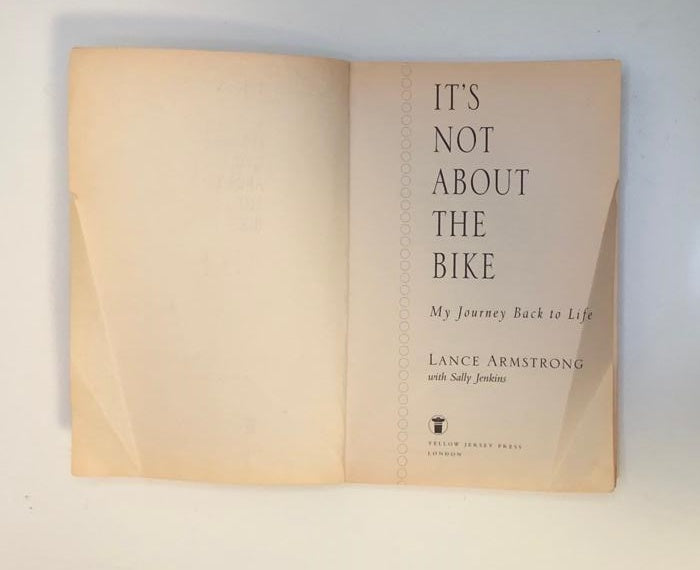 IT'S
NOT
ABOUT
THE
BIKE
My Journey Back to Life
LANCE ARMSTRONG
with Sally Jenkins
YELLOW JERSEY PRESS
LONDON